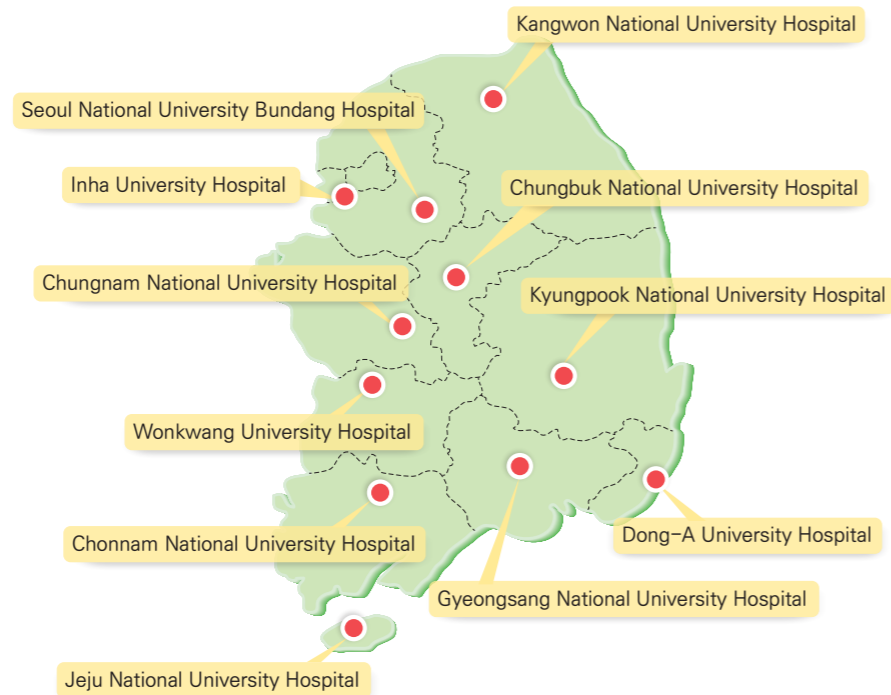 Kangwon National University Hospital
Seoul National University Bundang Hospital
Inha University Hospital
Chungbuk National University Hospital
Chungnam National University Hospital
Kyungpook National University Hospital
Wonkwang University Hospital
Dong-A University Hospital
Chonnam National University Hospital
Gyeongsang National University Hospital
Jeju National University Hospital